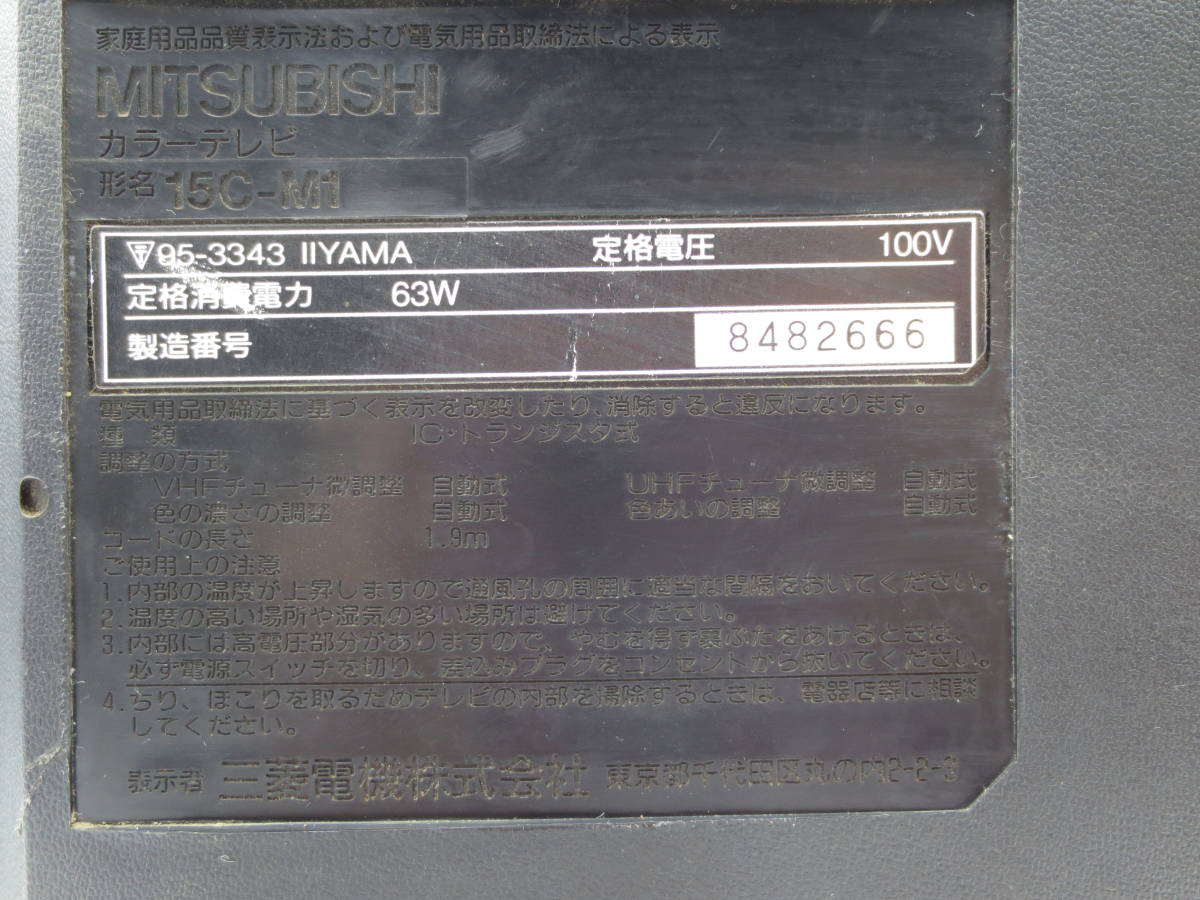 家庭用品品質表示法および電気用品取締法による表示
MITSUBISHI
カラーテレビ
形名 15C-M1
95-3343 IIYAMA 定格電圧 100V
定格消費電力 63W
製造番号 8482666
電気用品取締法に基づく表示を改変したり、消除すると違反になります。
種 類 IC・トランジスタ式
調整の方式
VHFチューナ微調整 自動式 UHFチューナ微調整 自動式
色の濃さの調整 自動式 色あいの調整 自動式
コードの長さ 1.9m
ご使用上の注意
1.内部の温度が上昇しますので通風孔の周囲に適当な間隔をおいてください。
2.温度の高い場所や湿気の多い場所は避けてください。
3.内部には高電圧部分がありますので、やむを得ず裏ぶたをあけるときは、
必ず電源スイッチを切り、差込みプラグをコンセントから抜いてください。
4.ちり、ほこりを取るためテレビの内部を掃除するときは、電器店等に相談
してください。
表示者 三菱電機株式会社 東京都千代田区丸の内2-2-3